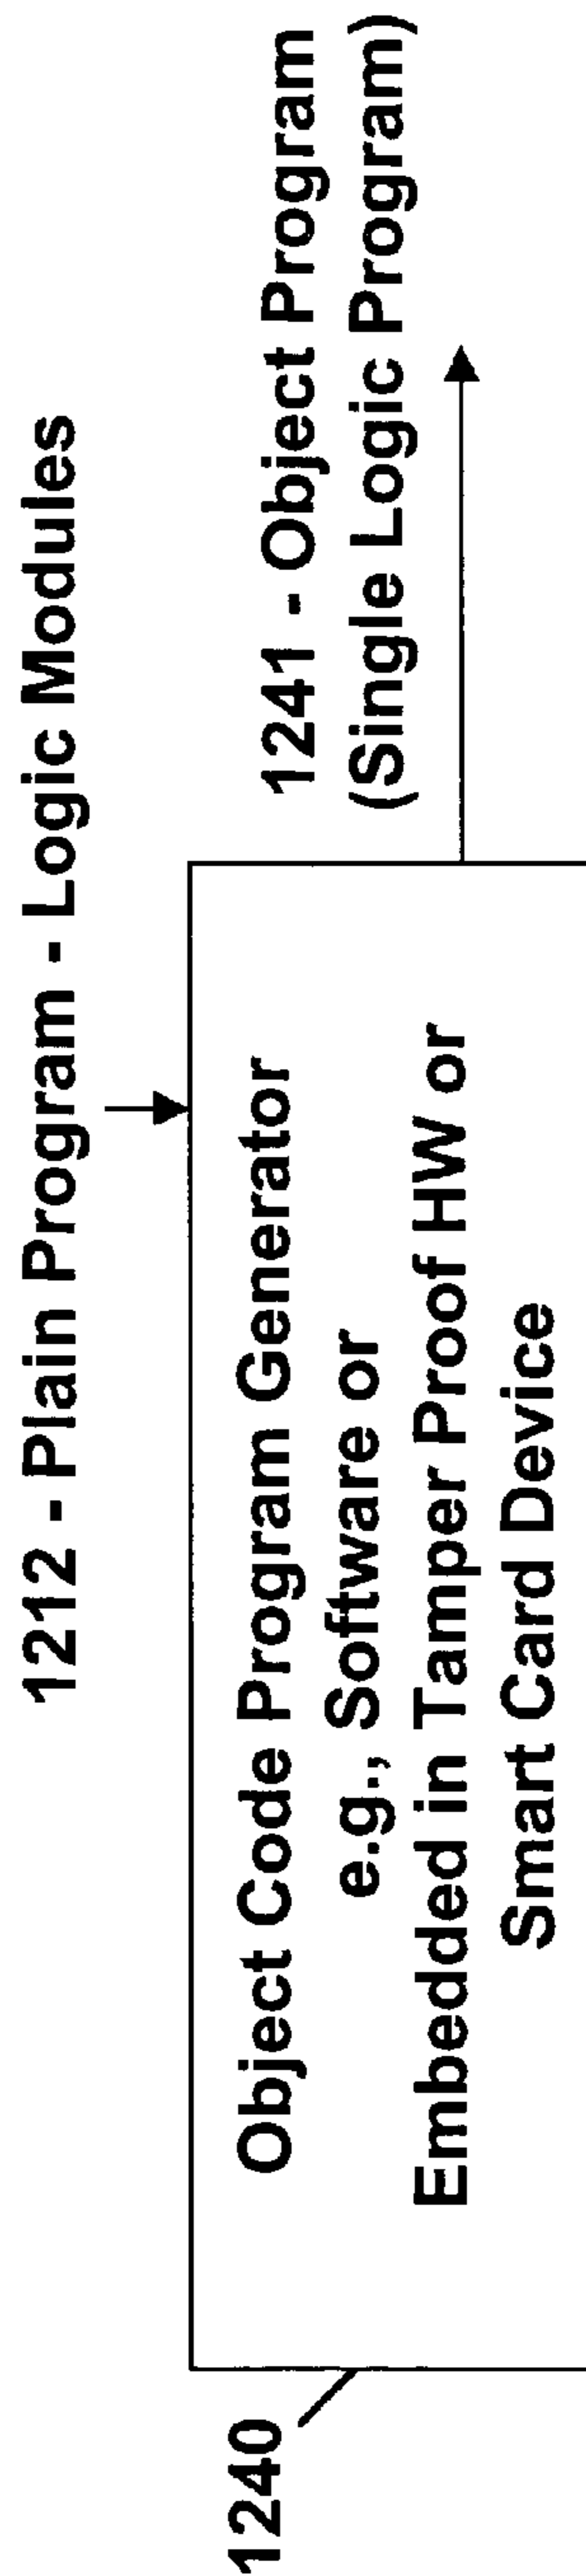 1212 - Plain Program - Logic Modules
1240
Object Code Program Generator
e.g., Software or
Embedded in Tamper Proof HW or
Smart Card Device
1241 - Object Program
(Single Logic Program)